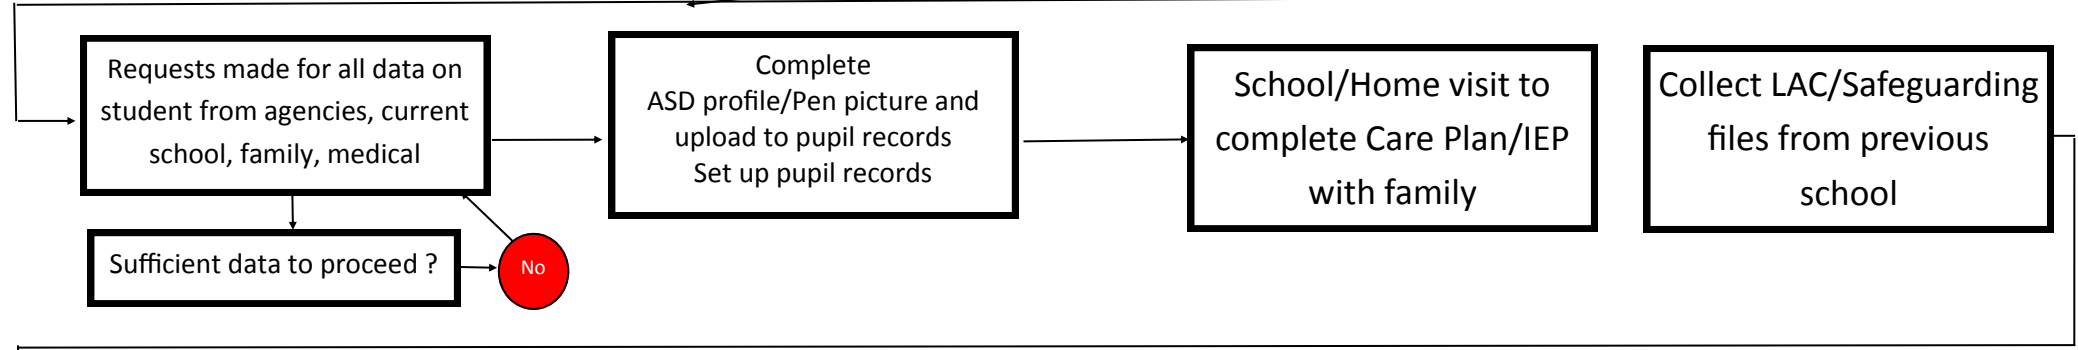 Requests made for all data on
student from agencies, current
school, family, medical
Sufficient data to proceed ?
No
Complete
ASD profile/Pen picture and
upload to pupil records
Set up pupil records
School/Home visit to
complete Care Plan/IEP
with family
Collect LAC/Safeguarding
files from previous
school